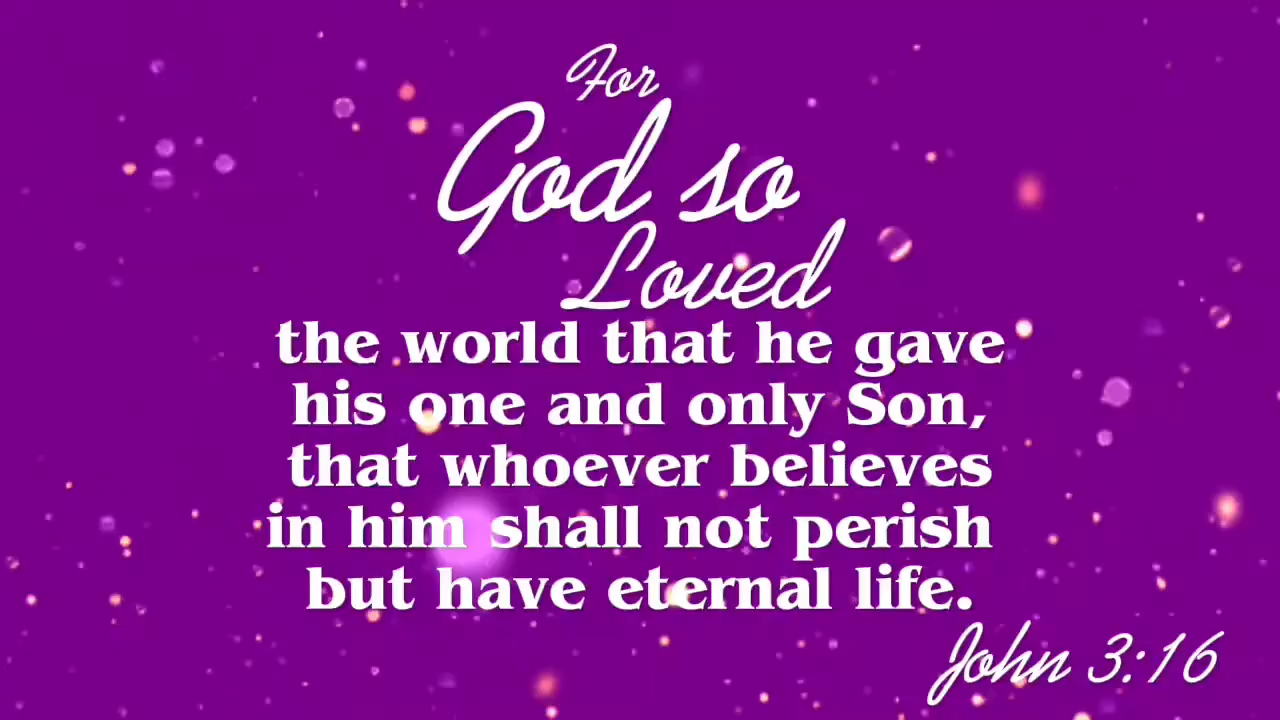 For
God so
Loved
the world that he gave
his one and only Son,
that whoever believes
in him shall not perish
but have eternal life.
John 3:16